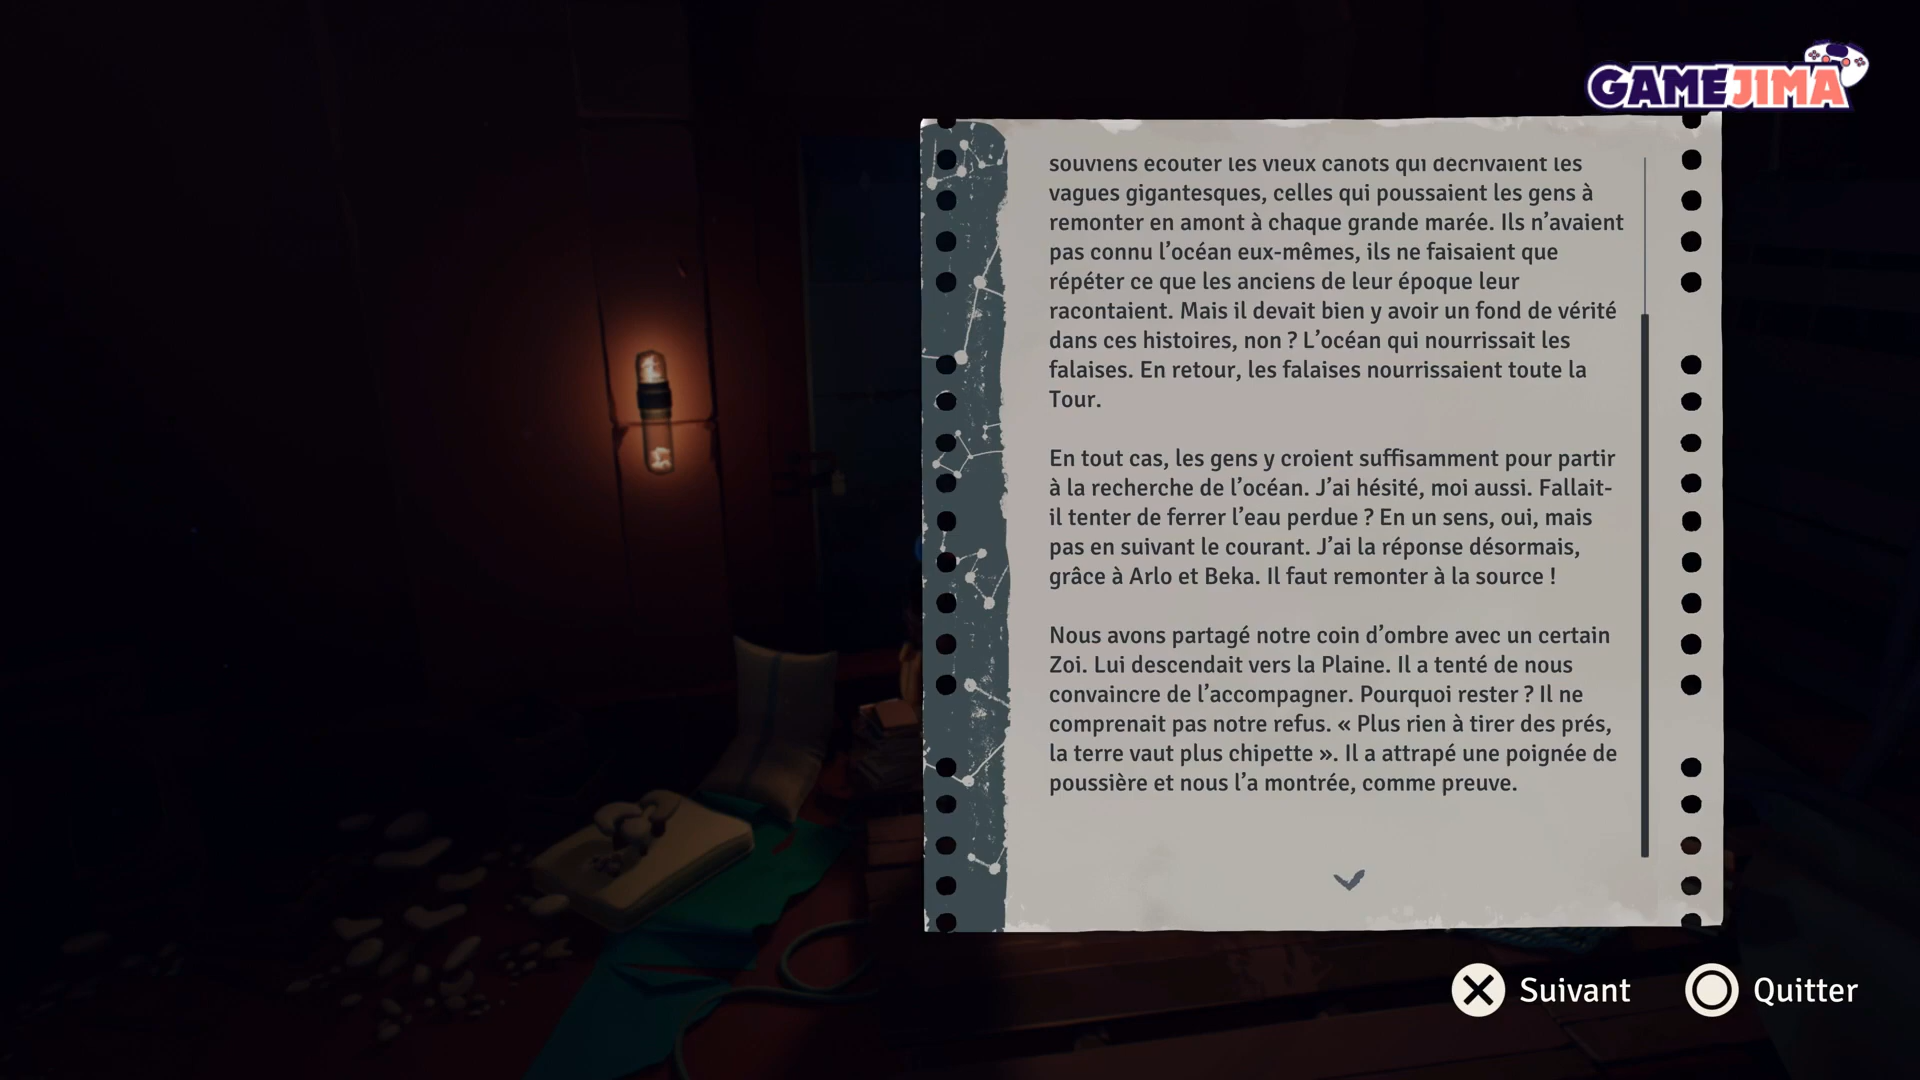 GAMEJIMA
souviens écouter les vieux canots qui décrivaient les
vagues gigantesques, celles qui poussaient les gens à
remonter en amont à chaque grande marée. Ils n’avaient
pas connu l’océan eux-mêmes, ils ne faisaient que
répéter ce que les anciens de leur époque leur
racontaient. Mais il devait bien y avoir un fond de vérité
dans ces histoires, non ? L’océan qui nourrissait les
falaises. En retour, les falaises nourrissaient toute la
Tour.
En tout cas, les gens y croient suffisamment pour partir
à la recherche de l’océan. J’ai hésité, moi aussi. Fallait-
il tenter de ferrer l’eau perdue ? En un sens, oui, mais
pas en suivant le courant. J’ai la réponse désormais,
grâce à Arlo et Beka. Il faut remonter à la source !
Nous avons partagé notre coin d’ombre avec un certain
Zoi. Lui descendait vers la Plaine. Il a tenté de nous
convaincre de l’accompagner. Pourquoi rester ? Il ne
comprenait pas notre refus. « Plus rien à tirer des prés,
la terre vaut plus chipette ». Il a attrapé une poignée de
poussière et nous l’a montrée, comme preuve.
Suivant
Quitter